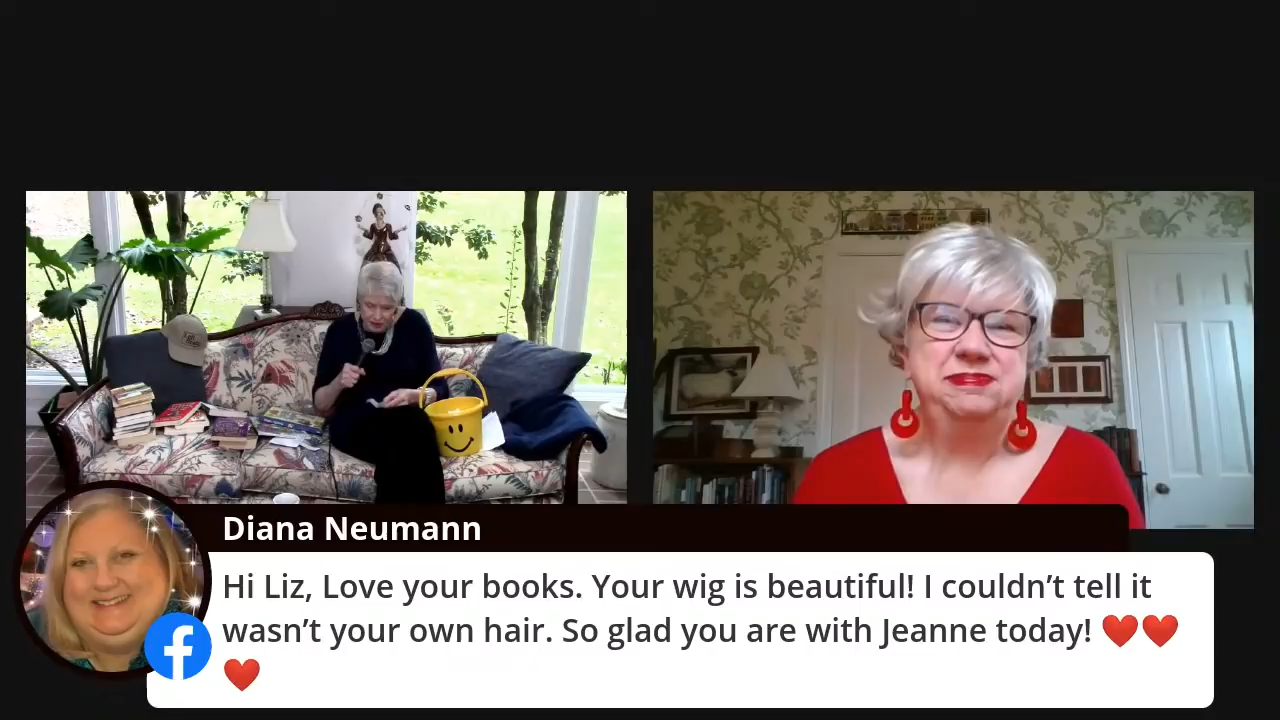 Diana Neumann
Hi Liz, Love your books. Your wig is beautiful! I couldn’t tell it
wasn’t your own hair. So glad you are with Jeanne today! ❤️❤️
❤️